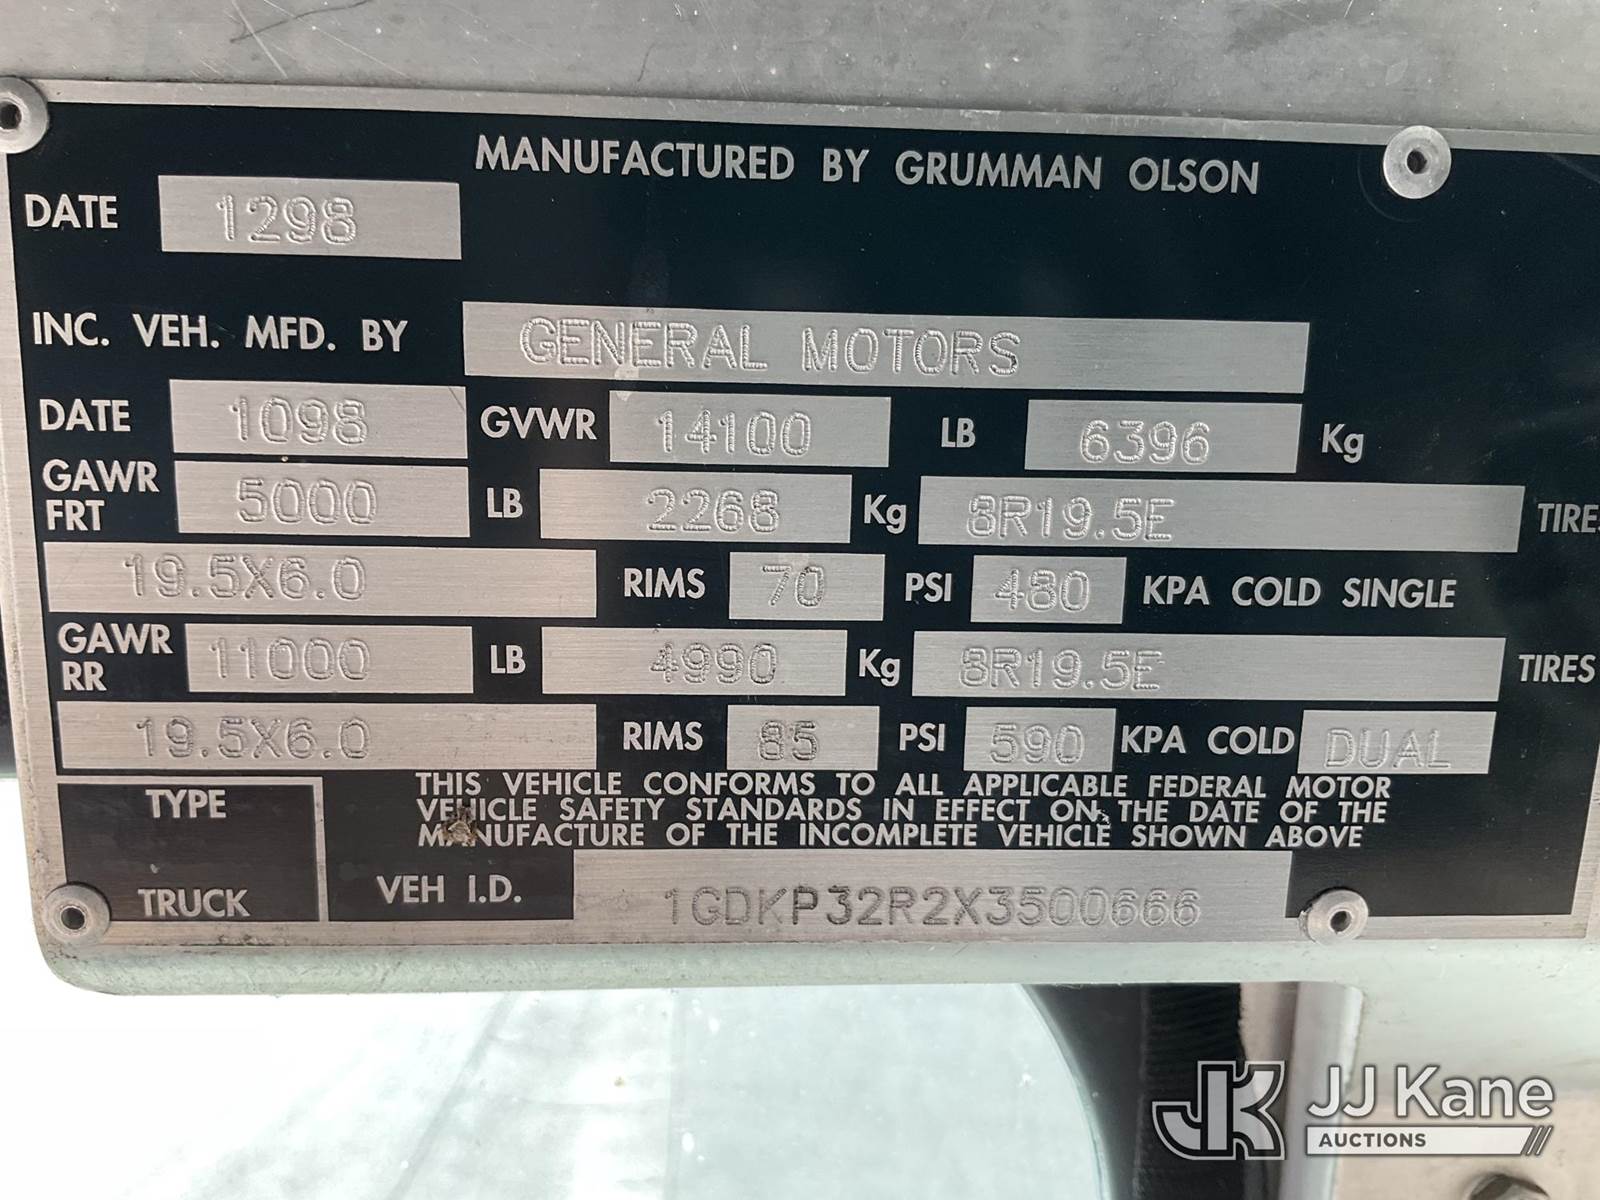 MANUFACTURED BY GRUMMAN OLSON
DATE 1298
INC. VEH. MFD. BY GENERAL MOTORS
DATE 1098 GVWR 14100 LB 6396 Kg
GAWR FRT 5000 LB 2268 Kg 8R19.5E TIRES
19.5X6.0 RIMS 70 PSI 480 KPA COLD SINGLE
GAWR RR 11000 LB 4990 Kg 8R19.5E TIRES
19.5X6.0 RIMS 85 PSI 590 KPA COLD DUAL
THIS VEHICLE CONFORMS TO ALL APPLICABLE FEDERAL MOTOR
VEHICLE SAFETY STANDARDS IN EFFECT ON THE DATE OF THE
MANUFACTURE OF THE INCOMPLETE VEHICLE SHOWN ABOVE
TYPE
TRUCK
VEH I.D. 1GDKP32R2X3500666
JK JJ Kane
AUCTIONS